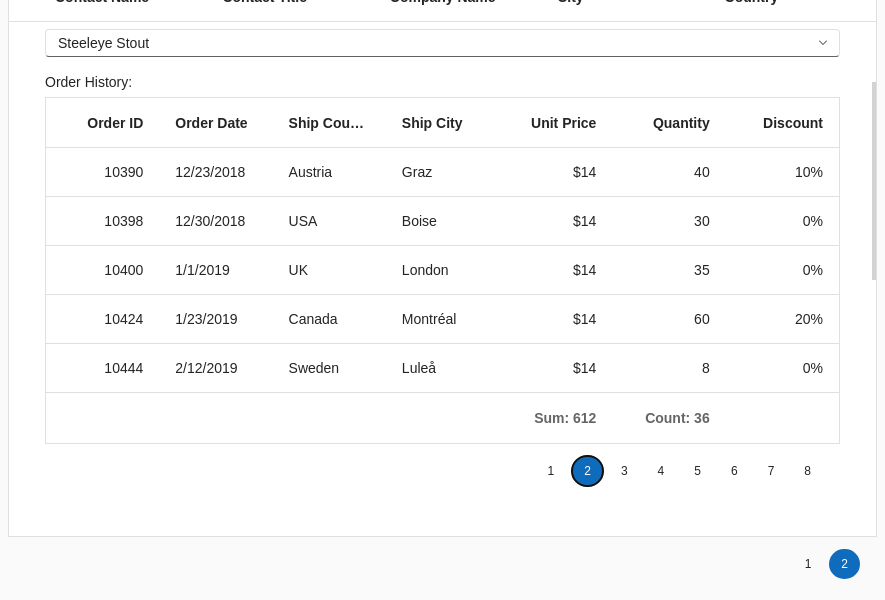 Contact Name Contact Title Company Name City Country
Steeleye Stout
Order History:
Order ID Order Date Ship Cou... Ship City Unit Price Quantity Discount
10390 12/23/2018 Austria Graz $14 40 10%
10398 12/30/2018 USA Boise $14 30 0%
10400 1/1/2019 UK London $14 35 0%
10424 1/23/2019 Canada Montréal $14 60 20%
10444 2/12/2019 Sweden Luleå $14 8 0%
Sum: 612 Count: 36
1 2 3 4 5 6 7 8
1 2